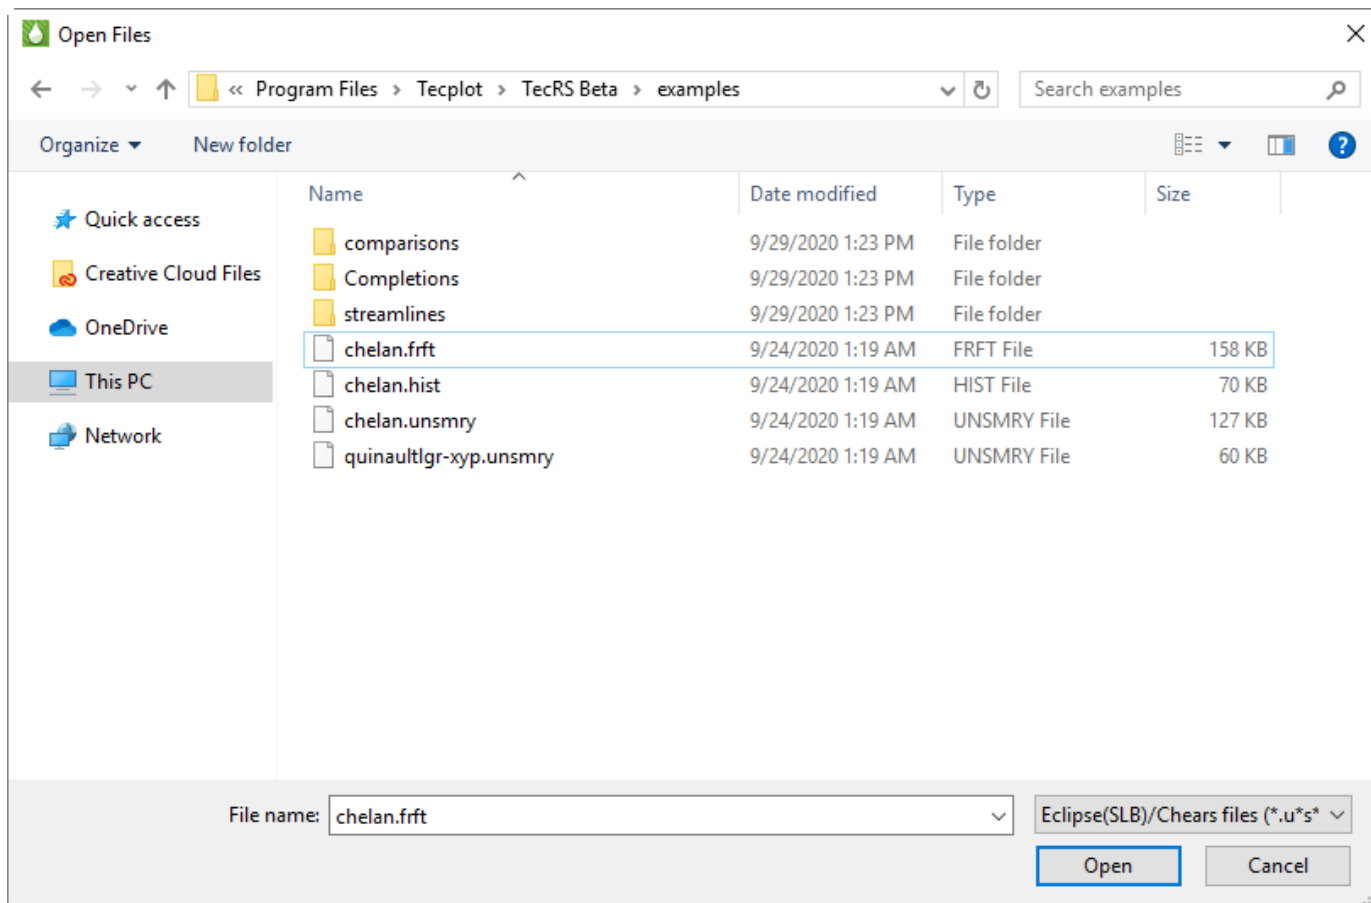 Open Files
« Program Files > Tecplot > TecRS Beta > examples
Search examples
Organize
New folder
?
Name Date modified Type Size
Quick access
Creative Cloud Files
OneDrive
This PC
Network
comparisons 9/29/2020 1:23 PM File folder
Completions 9/29/2020 1:23 PM File folder
streamlines 9/29/2020 1:23 PM File folder
chelan.frft 9/24/2020 1:19 AM FRFT File 158 KB
chelan.hist 9/24/2020 1:19 AM HIST File 70 KB
chelan.unsmry 9/24/2020 1:19 AM UNSMRY File 127 KB
quinaultlgr-xyp.unsmry 9/24/2020 1:19 AM UNSMRY File 60 KB
File name: chelan.frft Eclipse(SLB)/Chears files (*.u*s*
Open Cancel